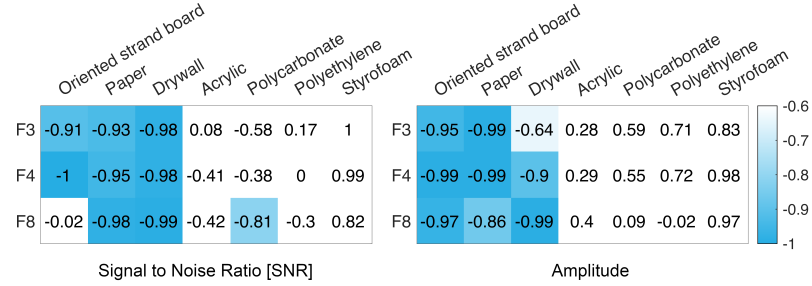 Oriented strand board Paper Drywall Acrylic Polycarbonate Polyethylene Styrofoam
F3 -0.91 -0.93 -0.98 0.08 -0.58 0.17 1
F4 -1 -0.95 -0.98 -0.41 -0.38 0 0.99
F8 -0.02 -0.98 -0.99 -0.42 -0.81 -0.3 0.82
Signal to Noise Ratio [SNR]
Oriented strand board Paper Drywall Acrylic Polycarbonate Polyethylene Styrofoam
F3 -0.95 -0.99 -0.64 0.28 0.59 0.71 0.83
F4 -0.99 -0.99 -0.9 0.29 0.55 0.72 0.98
F8 -0.97 -0.86 -0.99 0.4 0.09 -0.02 0.97
Amplitude
-0.6
-0.7
-0.8
-0.9
-1